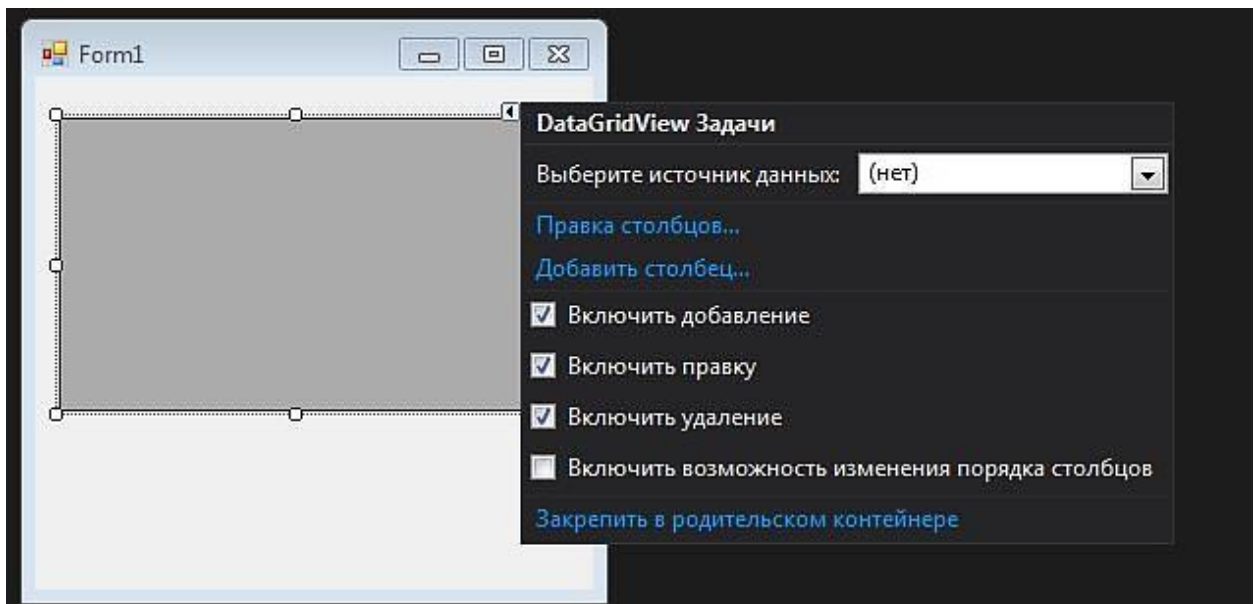 Form1
DataGridView Задачи
Выберите источник данных: (нет)
Правка столбцов...
Добавить столбец...
Включить добавление
Включить правку
Включить удаление
Включить возможность изменения порядка столбцов
Закрепить в родительском контейнере